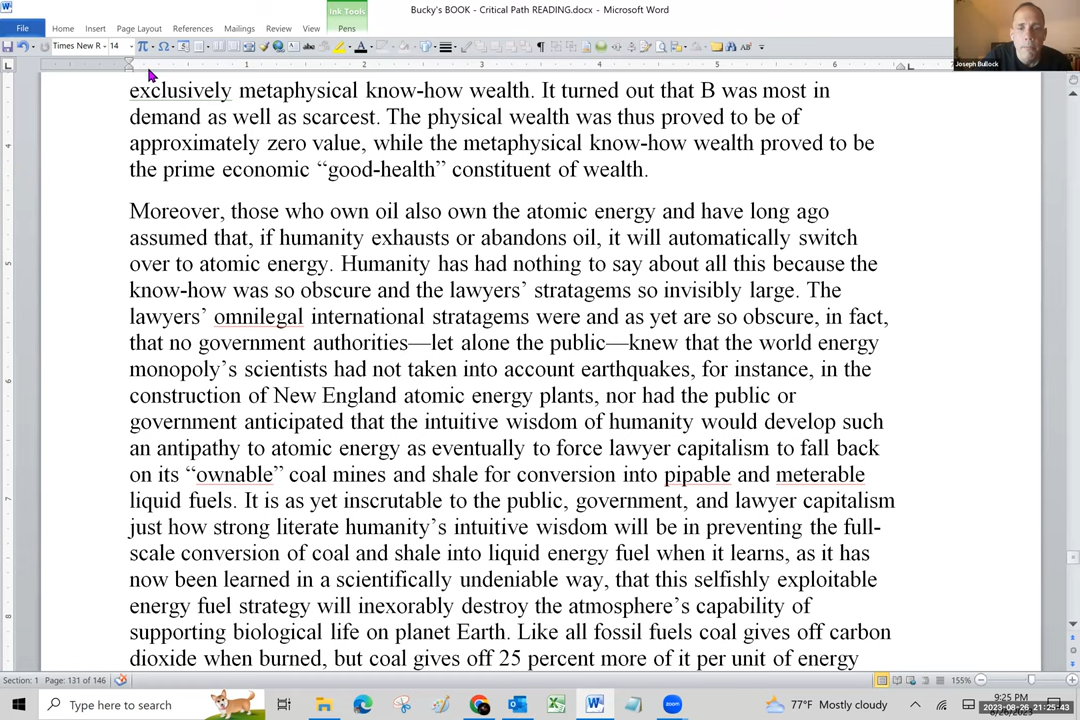 Bucky's BOOK - Critical Path READING.docx - Microsoft Word
Ink Tools
File Home Insert Page Layout References Mailings Review View Pens
Times New R 14
Joseph Bullock
1 2 3 4 5 6
exclusively metaphysical know-how wealth. It turned out that B was most in
demand as well as scarcest. The physical wealth was thus proved to be of
approximately zero value, while the metaphysical know-how wealth proved to be
the prime economic “good-health” constituent of wealth.
Moreover, those who own oil also own the atomic energy and have long ago
assumed that, if humanity exhausts or abandons oil, it will automatically switch
over to atomic energy. Humanity has had nothing to say about all this because the
know-how was so obscure and the lawyers’ stratagems so invisibly large. The
lawyers’ omnilegal international stratagems were and as yet are so obscure, in fact,
that no government authorities—let alone the public—knew that the world energy
monopoly’s scientists had not taken into account earthquakes, for instance, in the
construction of New England atomic energy plants, nor had the public or
government anticipated that the intuitive wisdom of humanity would develop such
an antipathy to atomic energy as eventually to force lawyer capitalism to fall back
on its “ownable” coal mines and shale for conversion into pipable and meterable
liquid fuels. It is as yet inscrutable to the public, government, and lawyer capitalism
just how strong literate humanity’s intuitive wisdom will be in preventing the full-
scale conversion of coal and shale into liquid energy fuel when it learns, as it has
now been learned in a scientifically undeniable way, that this selfishly exploitable
energy fuel strategy will inexorably destroy the atmosphere’s capability of
supporting biological life on planet Earth. Like all fossil fuels coal gives off carbon
dioxide when burned, but coal gives off 25 percent more of it per unit of energy
Section: 1 Page: 131 of 146 155%
Type here to search
zoom
77°F Mostly cloudy
9:25 PM
2023-08-26 21:25:43